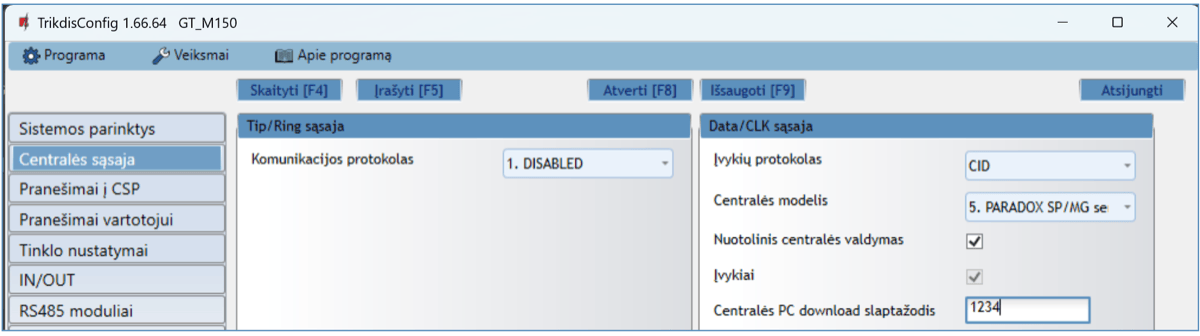 TrikdisConfig 1.66.64 GT_M150
Programa Veiksmai Apie programą
Skaityti [F4] Įrašyti [F5] Atverti [F8] Išsaugoti [F9] Atsijungti
Sistemos parinktys
Centralės sąsaja
Pranešimai į CSP
Pranešimai vartotojui
Tinklo nustatymai
IN/OUT
RS485 moduliai
Tip/Ring sąsaja
Komunikacijos protokolas 1. DISABLED
Data/CLK sąsaja
Įvykių protokolas CID
Centralės modelis 5. PARADOX SP/MG se
Nuotolinis centralės valdymas
Įvykiai
Centralės PC download slaptažodis 1234